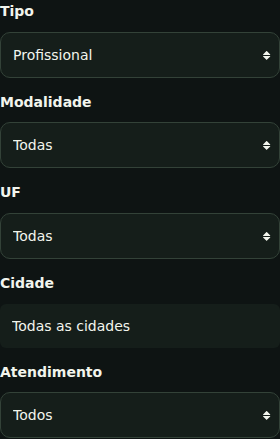 Tipo
Profissional
Modalidade
Todas
UF
Todas
Cidade
Todas as cidades
Atendimento
Todos